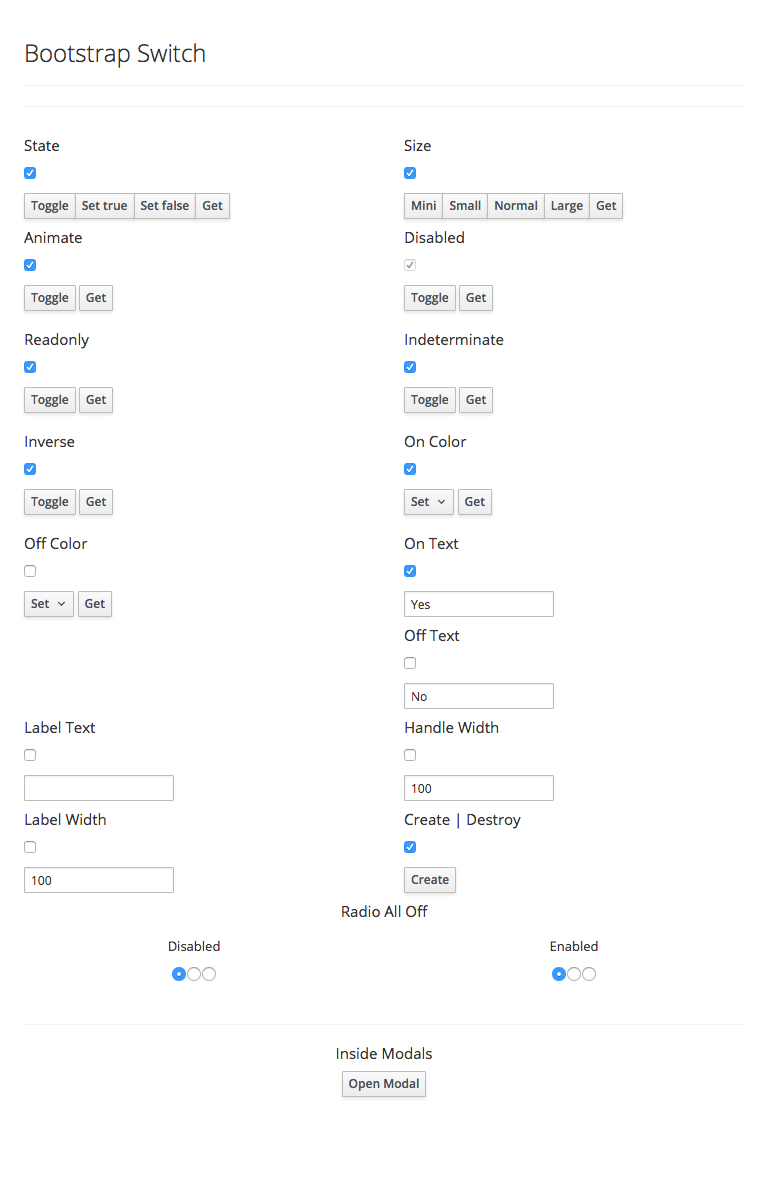 Bootstrap Switch
State
Size
Toggle Set true Set false Get
Mini Small Normal Large Get
Animate
Disabled
Toggle Get
Toggle Get
Readonly
Indeterminate
Toggle Get
Toggle Get
Inverse
On Color
Toggle Get
Set Get
Off Color
On Text
Set Get
Yes
Off Text
No
Label Text
Handle Width
100
Label Width
Create | Destroy
100
Create
Radio All Off
Disabled
Enabled
Inside Modals
Open Modal